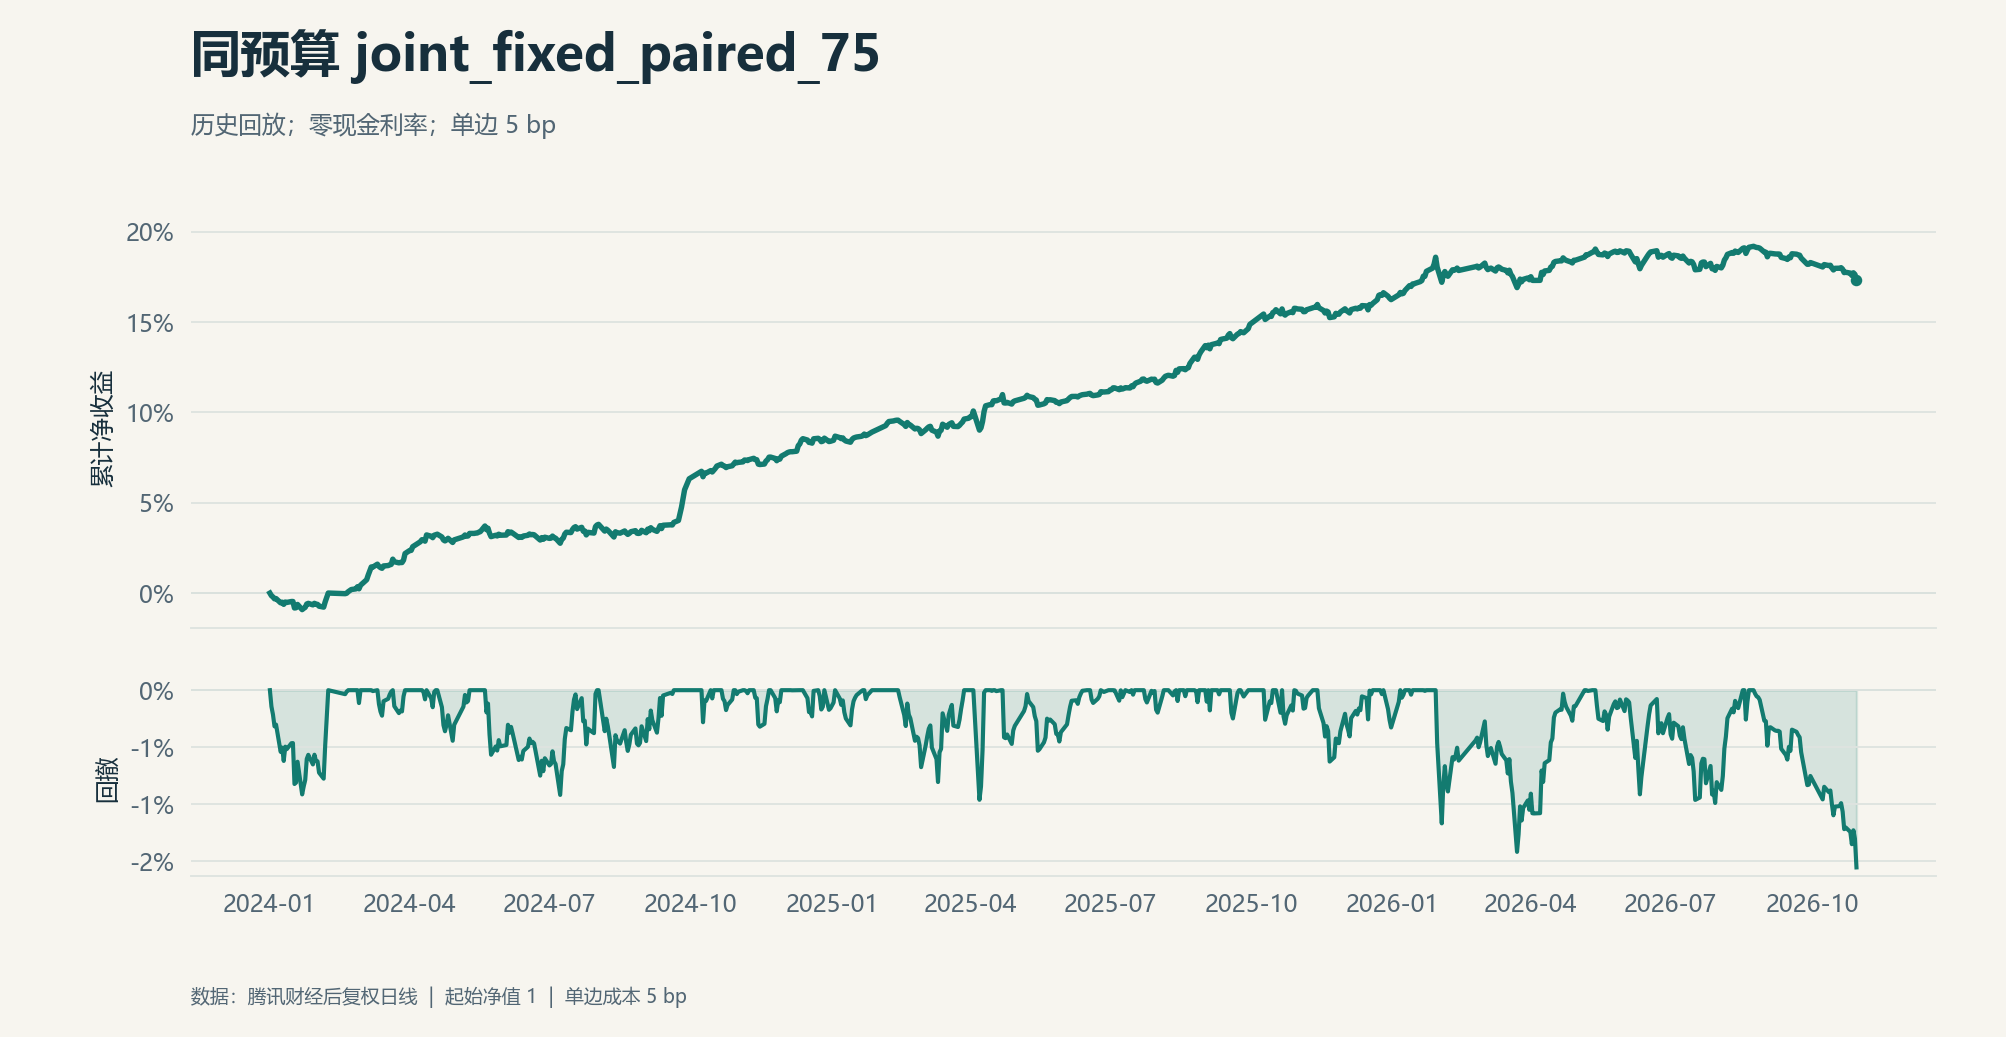 同预算 joint_fixed_paired_75
历史回放；零现金利率；单边 5 bp
累计净收益
20%
15%
10%
5%
0%
回撤
0%
-1%
-1%
-2%
2024-01 2024-04 2024-07 2024-10 2025-01 2025-04 2025-07 2025-10 2026-01 2026-04 2026-07 2026-10
数据：腾讯财经后复权日线 | 起始净值 1 | 单边成本 5 bp